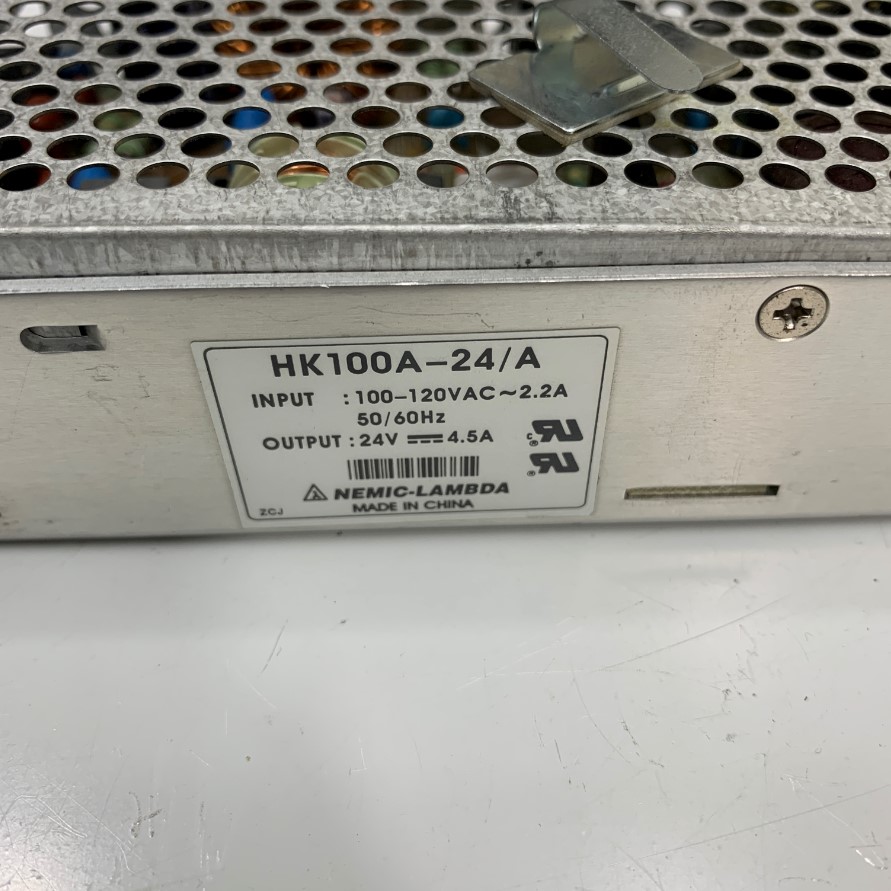 HK100A-24/A
INPUT : 100-120VAC~2.2A
50/60Hz
OUTPUT : 24V ⎓ 4.5A
NEMIC-LAMBDA
MADE IN CHINA
ZCJ